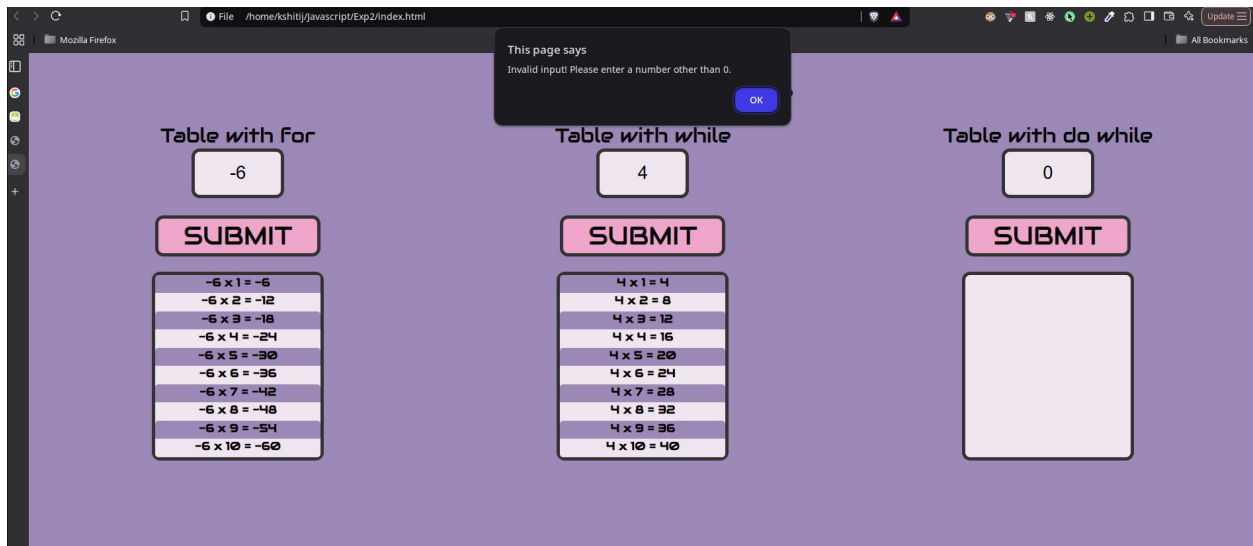 File /home/kshitij/Javascript/Exp2/index.html
Update
Mozilla Firefox
All Bookmarks
This page says
Invalid input! Please enter a number other than 0.
OK
Table with for
-6
SUBMIT
-6 x 1 = -6
-6 x 2 = -12
-6 x 3 = -18
-6 x 4 = -24
-6 x 5 = -30
-6 x 6 = -36
-6 x 7 = -42
-6 x 8 = -48
-6 x 9 = -54
-6 x 10 = -60
Table with while
4
SUBMIT
4 x 1 = 4
4 x 2 = 8
4 x 3 = 12
4 x 4 = 16
4 x 5 = 20
4 x 6 = 24
4 x 7 = 28
4 x 8 = 32
4 x 9 = 36
4 x 10 = 40
Table with do while
0
SUBMIT